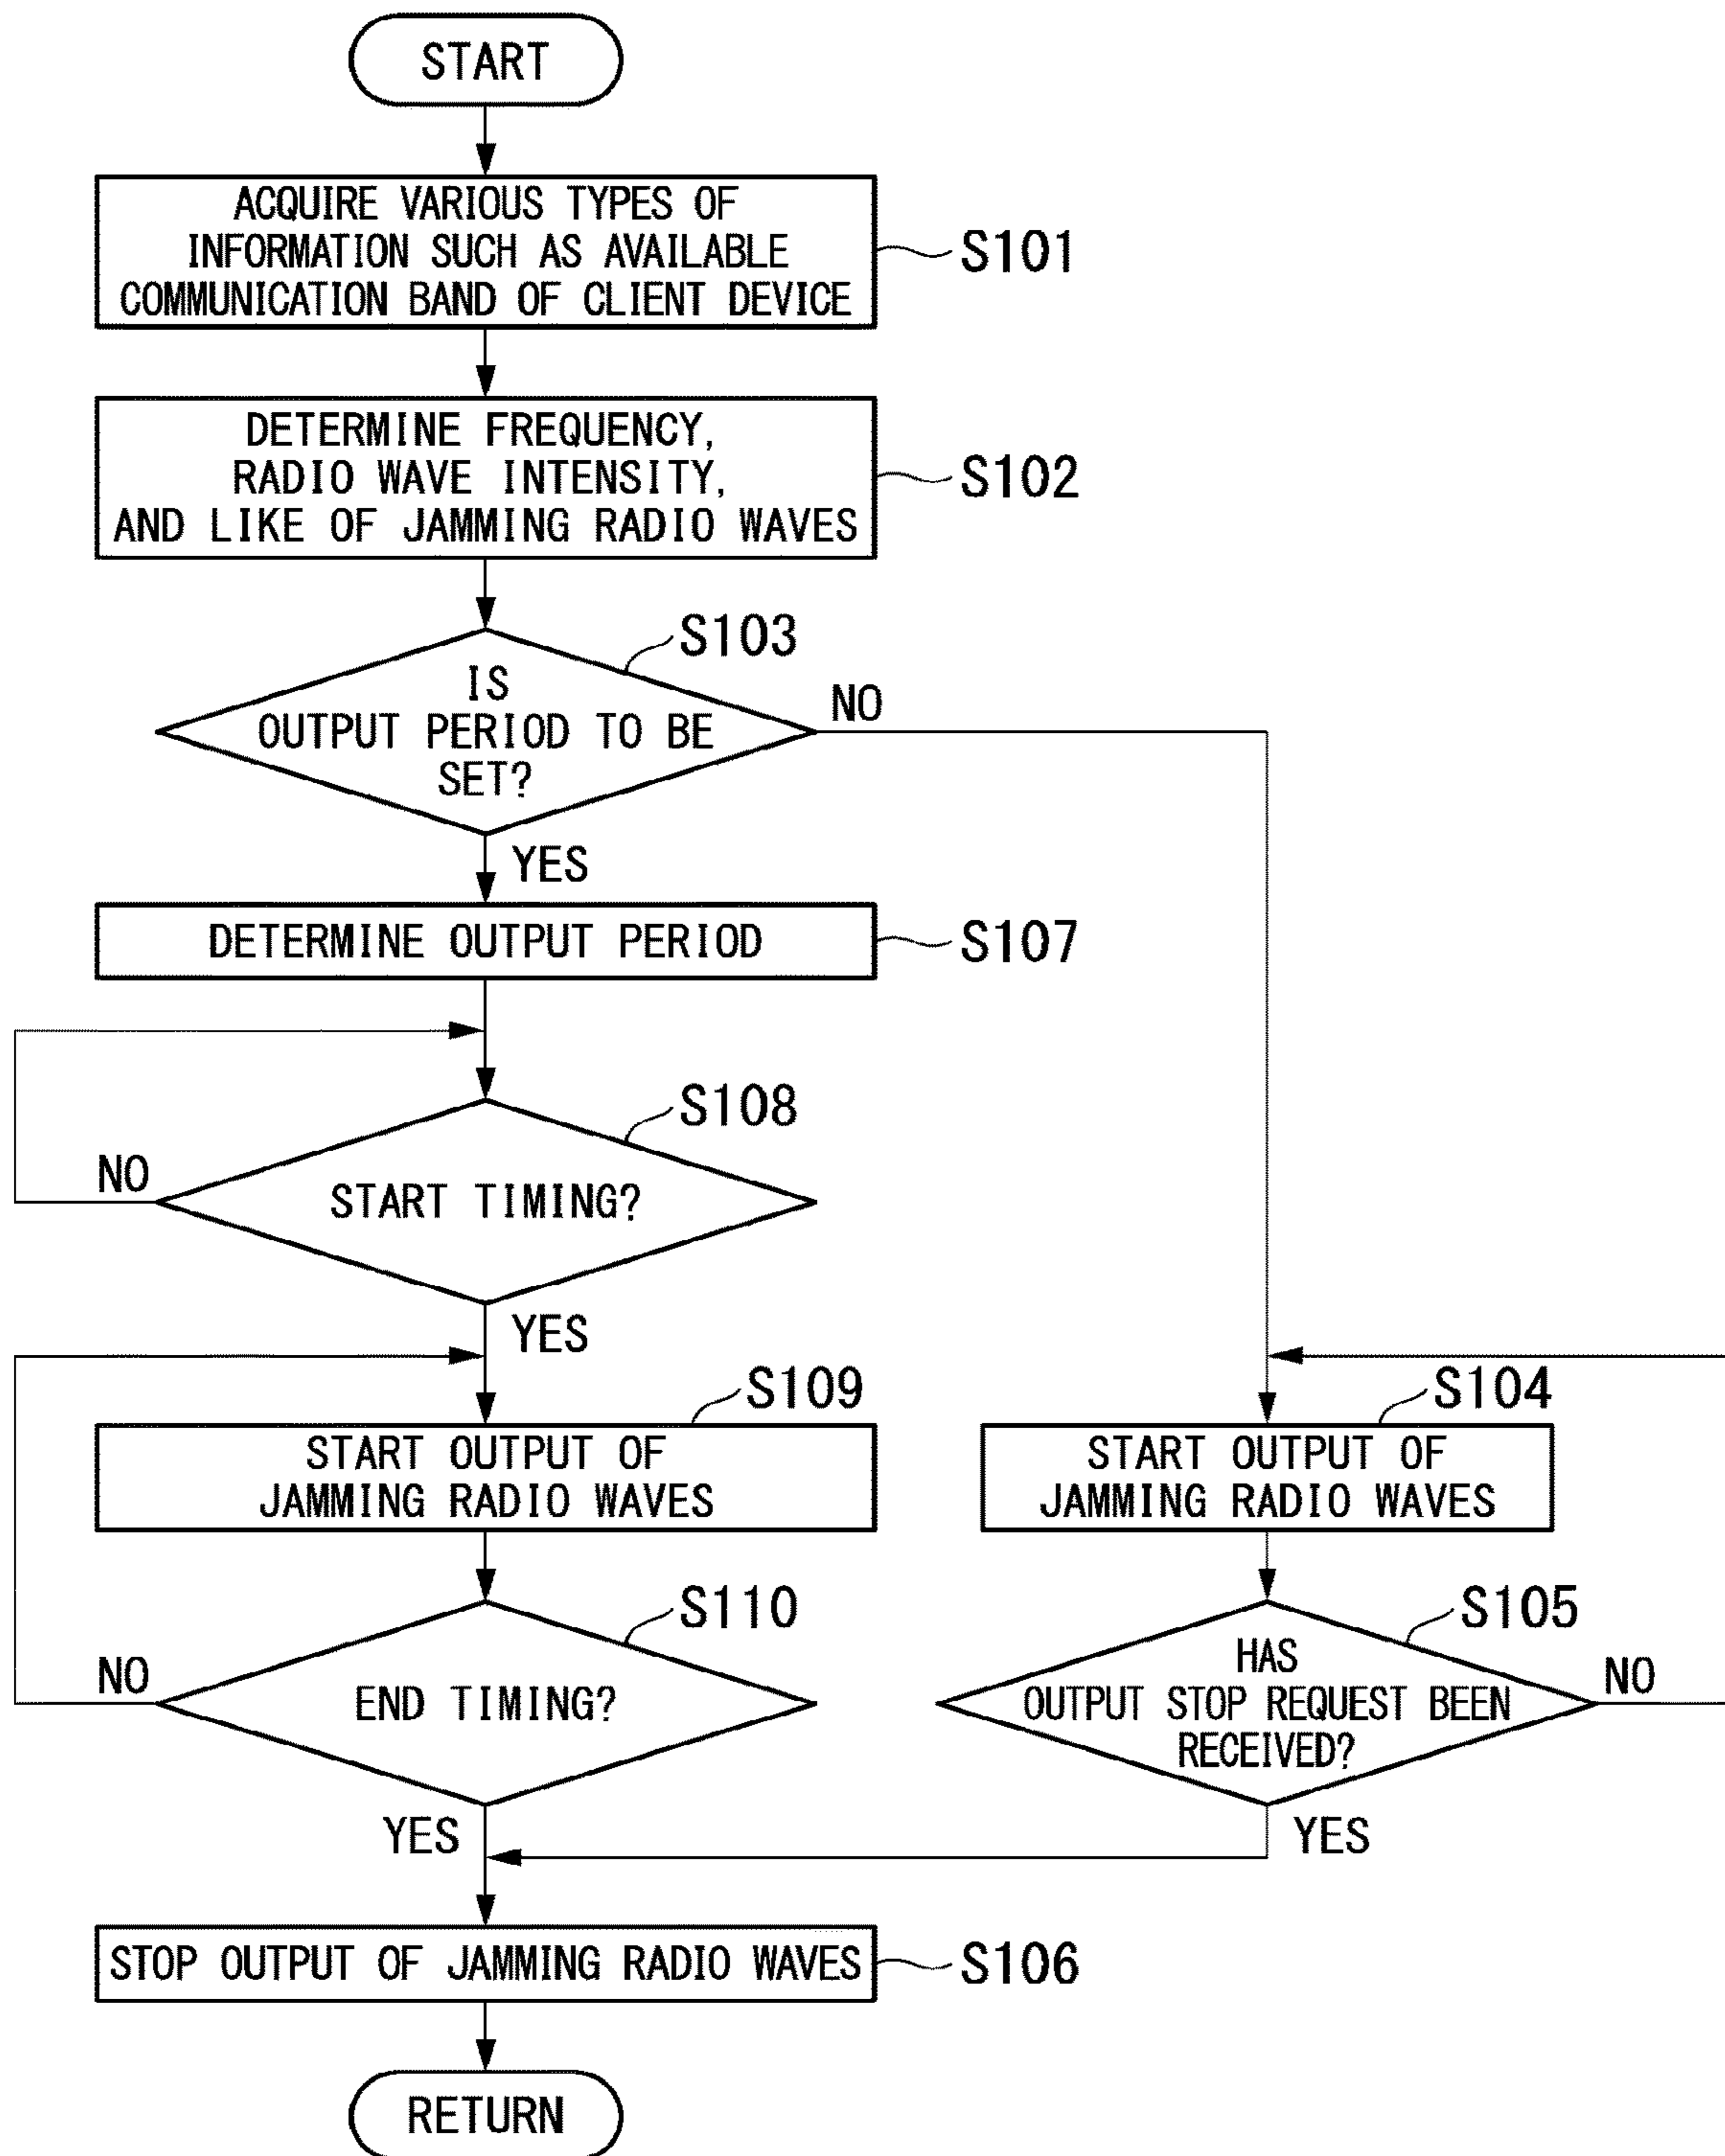 START
ACQUIRE VARIOUS TYPES OF
INFORMATION SUCH AS AVAILABLE
COMMUNICATION BAND OF CLIENT DEVICE
S101
DETERMINE FREQUENCY,
RADIO WAVE INTENSITY,
AND LIKE OF JAMMING RADIO WAVES
S102
S103
IS
OUTPUT PERIOD TO BE
SET?
NO
YES
DETERMINE OUTPUT PERIOD
S107
S108
START TIMING?
NO
YES
S109
START OUTPUT OF
JAMMING RADIO WAVES
S110
END TIMING?
NO
YES
S104
START OUTPUT OF
JAMMING RADIO WAVES
S105
HAS
OUTPUT STOP REQUEST BEEN
RECEIVED?
NO
YES
STOP OUTPUT OF JAMMING RADIO WAVES
S106
RETURN